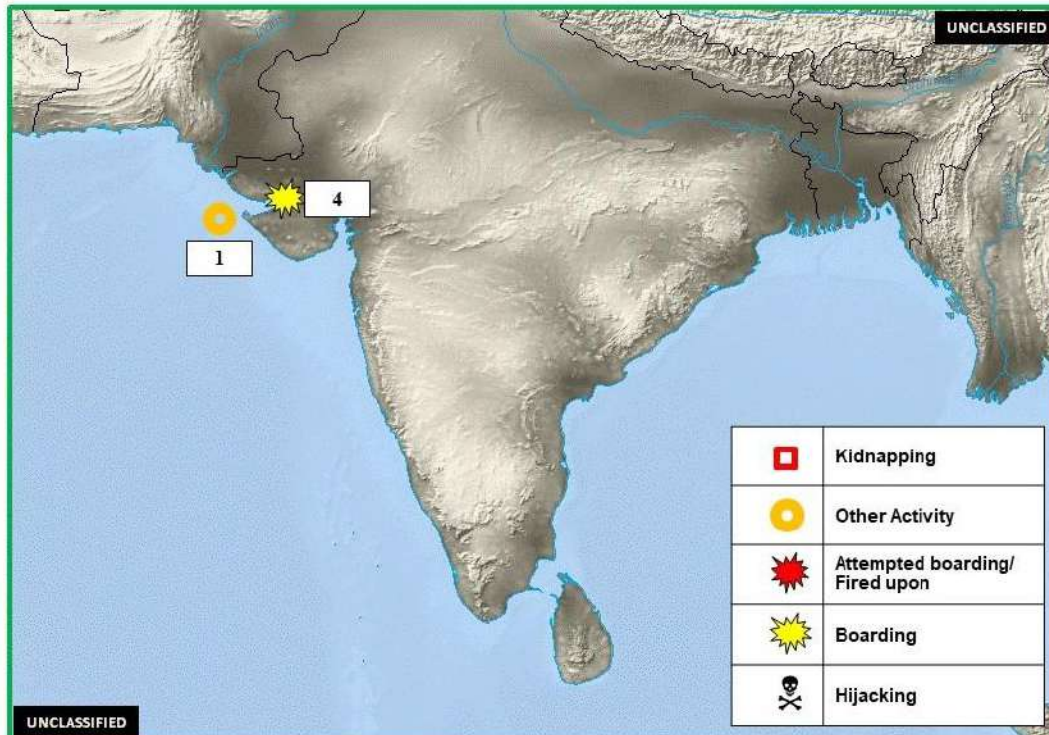 UNCLASSIFIED
4
1
Kidnapping
Other Activity
Attempted boarding/
Fired upon
Boarding
Hijacking
UNCLASSIFIED